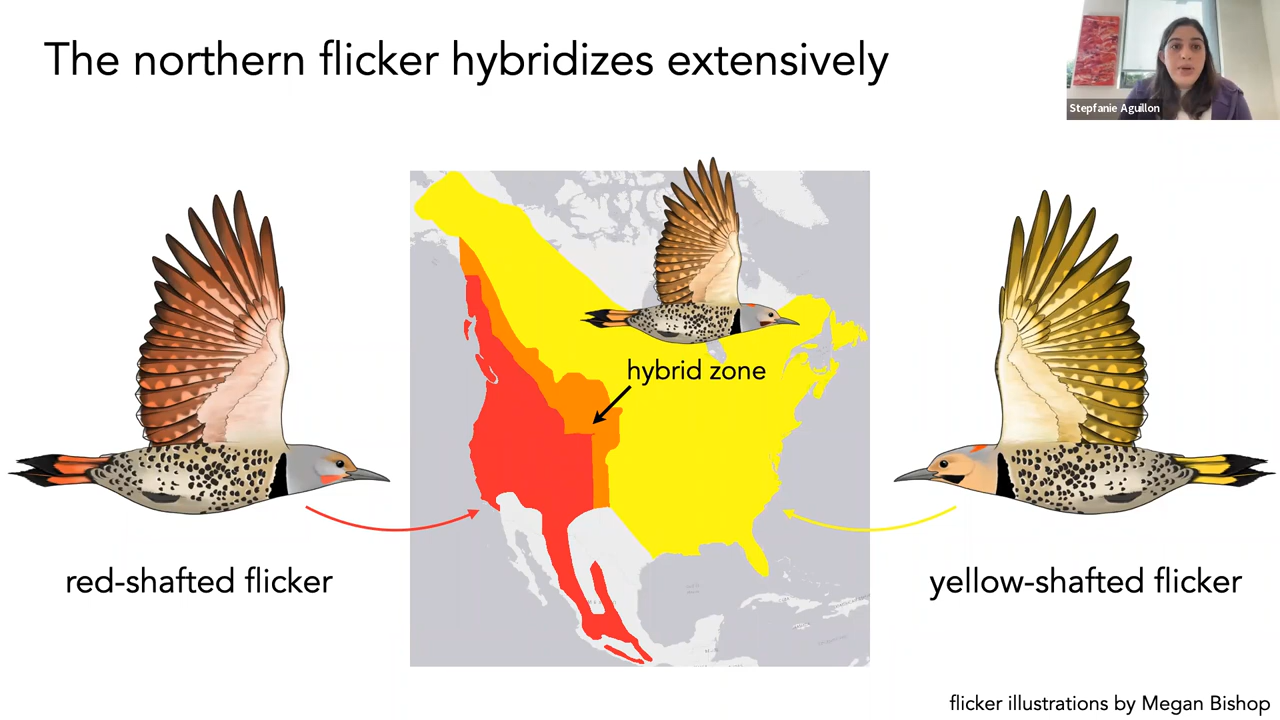 The northern flicker hybridizes extensively
Stepfanie Aguillon
hybrid zone
red-shafted flicker
yellow-shafted flicker
flicker illustrations by Megan Bishop